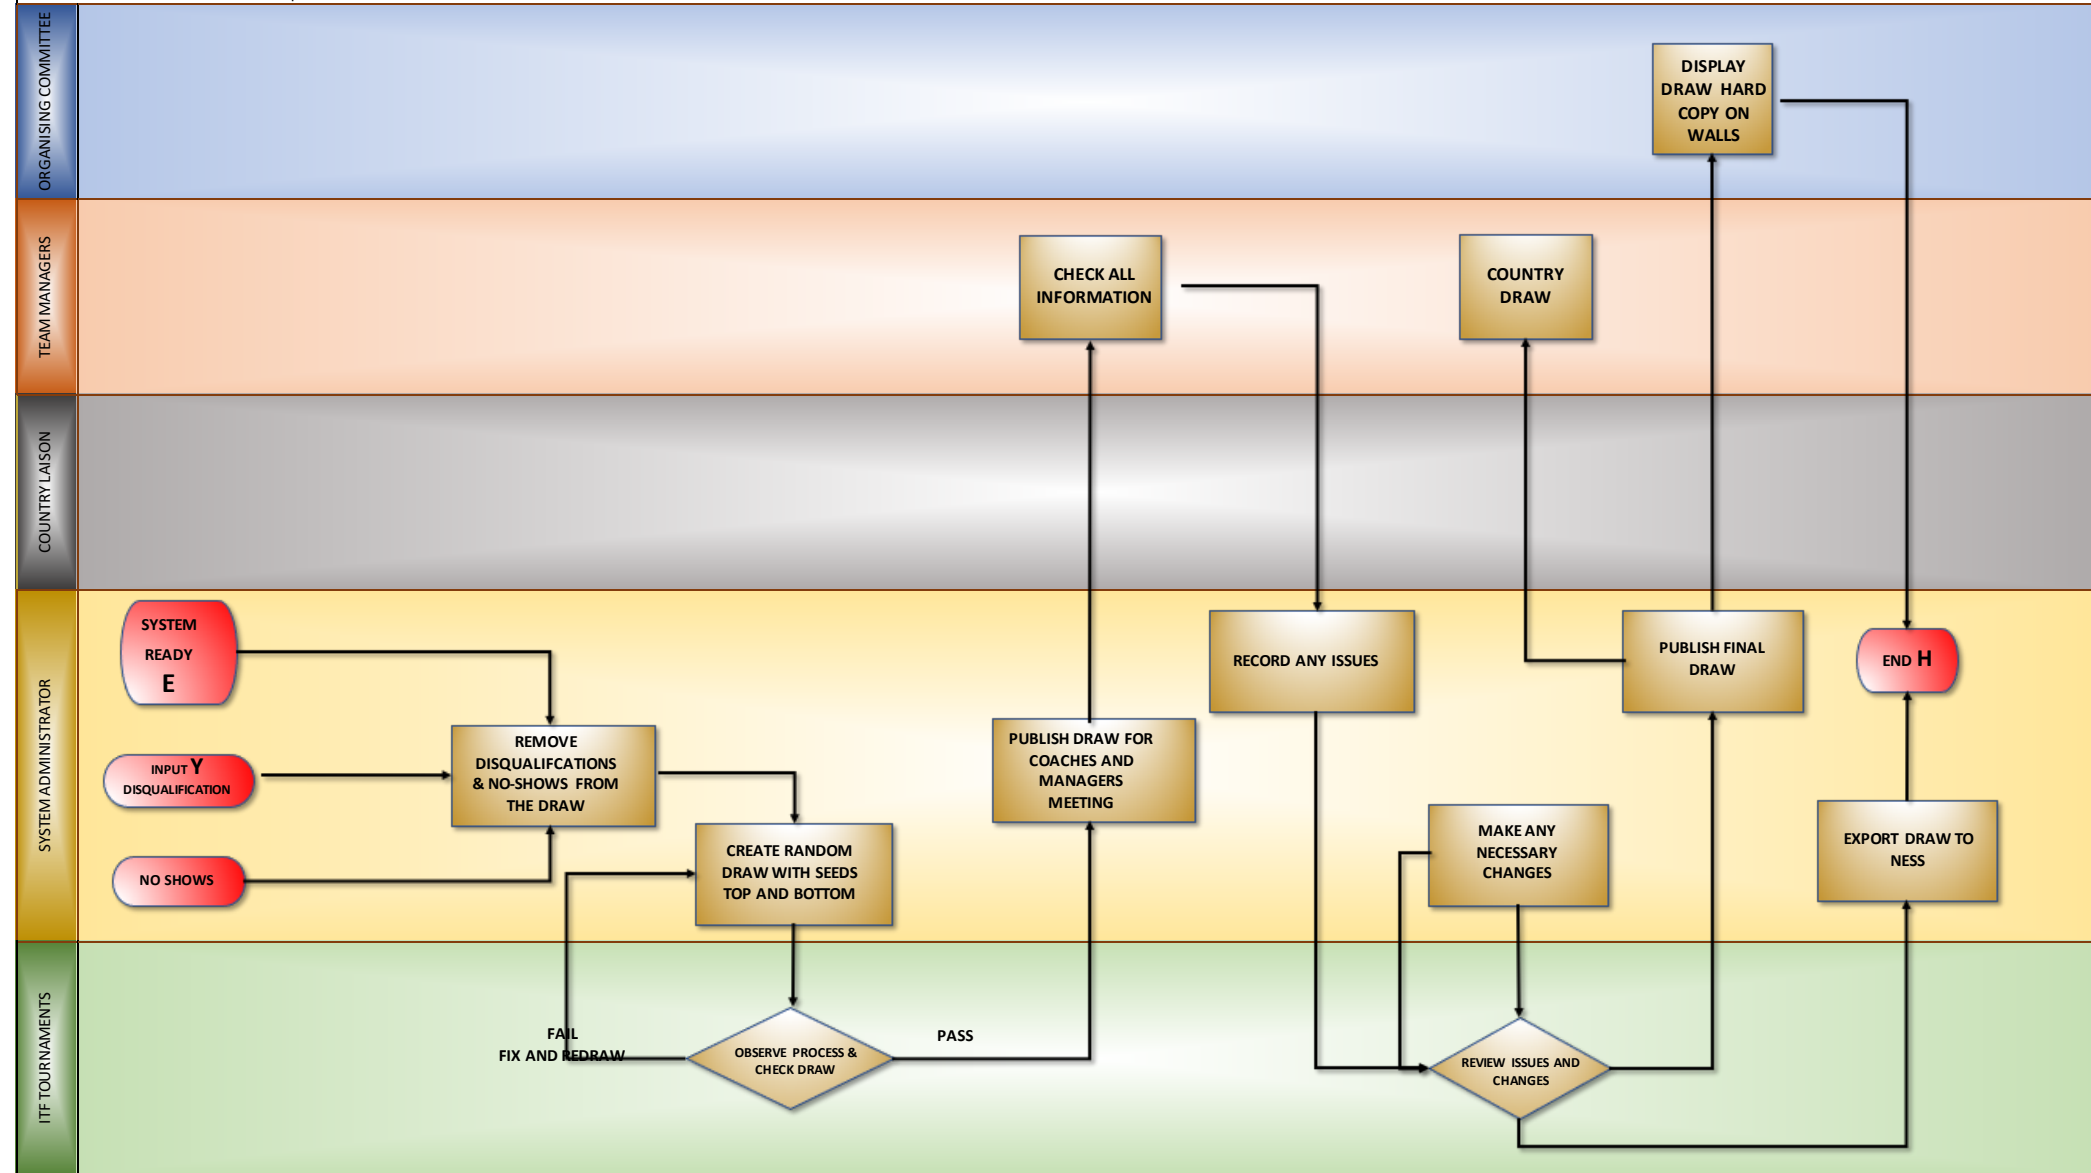 ORGANISING COMMITTEE
DISPLAY
DRAW HARD
COPY ON
WALLS
TEAM MANAGERS
CHECK ALL
INFORMATION
COUNTRY
DRAW
COUNTRY LAISON
SYSTEM ADMINISTRATOR
SYSTEM
READY
E
INPUT Y
DISQUALIFICATION
NO SHOWS
REMOVE
DISQUALIFCATIONS
& NO-SHOWS FROM
THE DRAW
CREATE RANDOM
DRAW WITH SEEDS
TOP AND BOTTOM
PUBLISH DRAW FOR
COACHES AND
MANAGERS
MEETING
RECORD ANY ISSUES
MAKE ANY
NECESSARY
CHANGES
PUBLISH FINAL
DRAW
END H
EXPORT DRAW TO
NESS
ITF TOURNAMENTS
FAIL
FIX AND REDRAW
OBSERVE PROCESS &
CHECK DRAW
PASS
REVIEW ISSUES AND
CHANGES